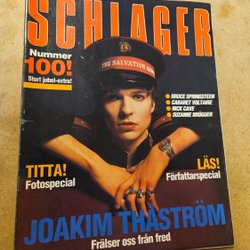 SCHLAGER
Nummer
100!
Stort jubel-extra!
THE SALVATION ARMY
BRUCE SPRINGSTEEN
CABARET VOLTAIRE
NICK CAVE
SUZANNE BRÖGGER
TITTA!
Fotospecial
LÄS!
Författarspecial
JOAKIM THÅSTRÖM
Frälser oss från fred